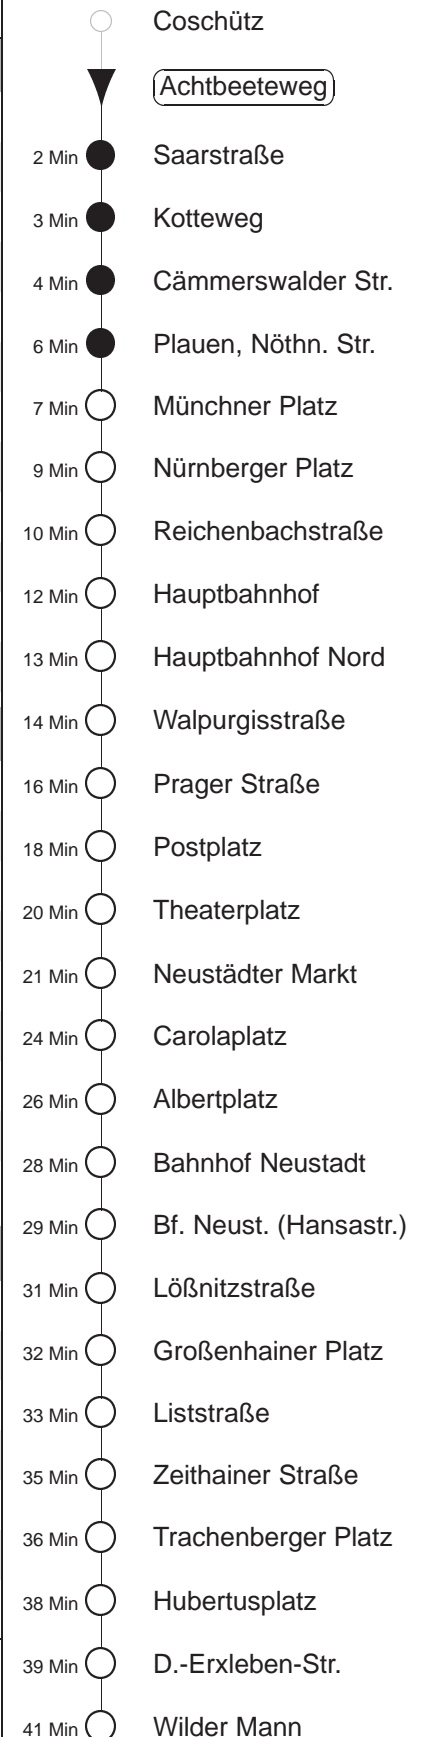 Coschütz
Achtbeeteweg
2 Min Saarstraße
3 Min Kotteweg
4 Min Cämmerswalder Str.
6 Min Plauen, Nöthn. Str.
7 Min Münchner Platz
9 Min Nürnberger Platz
10 Min Reichenbachstraße
12 Min Hauptbahnhof
13 Min Hauptbahnhof Nord
14 Min Walpurgisstraße
16 Min Prager Straße
18 Min Postplatz
20 Min Theaterplatz
21 Min Neustädter Markt
24 Min Carolaplatz
26 Min Albertplatz
28 Min Bahnhof Neustadt
29 Min Bf. Neust. (Hansastr.)
31 Min Lößnitzstraße
32 Min Großenhainer Platz
33 Min Liststraße
35 Min Zeithainer Straße
36 Min Trachenberger Platz
38 Min Hubertusplatz
39 Min D.-Erxleben-Str.
41 Min Wilder Mann